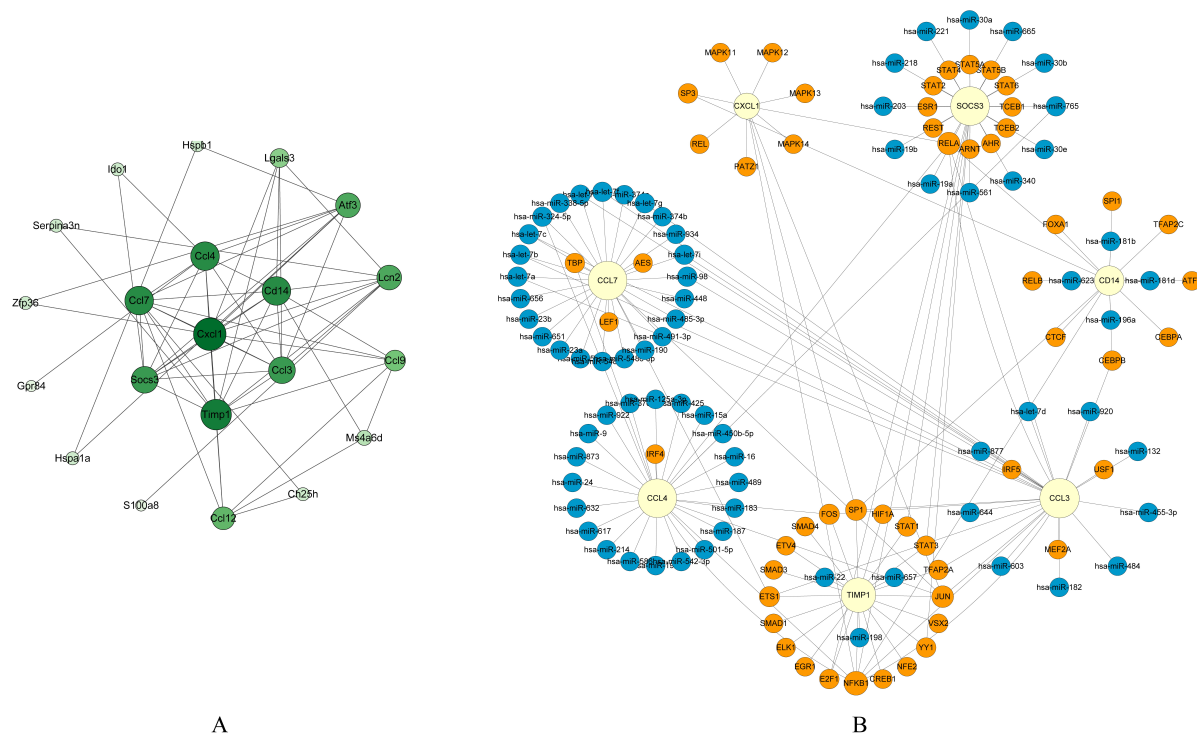 Hspb1
Lgals3
Ido1
Atf3
Serpina3n
Ccl4
Lcn2
Cd14
Ccl7
Zfp36
Cxcl1
Ccl9
Ccl3
Socs3
Gpr84
Timp1
Ms4a6d
Hspa1a
Ch25h
S100a8
Ccl12
A
MAPK11
MAPK12
SP3
MAPK13
CXCL1
REL
MAPK14
PATZ1
hsa-miR-30a
hsa-miR-221
hsa-miR-665
hsa-miR-218
STAT4
STAT5A
STAT5B
hsa-miR-30b
STAT2
STAT6
hsa-miR-203
ESR1
SOCS3
TCEB1
hsa-miR-765
REST
TCEB2
hsa-miR-19b
RELA
ARNT
AHR
hsa-miR-30e
hsa-miR-19a
hsa-miR-561
hsa-miR-340
hsa-miR-338-5p
hsa-let-7g
hsa-miR-324-5p
hsa-miR-374b
hsa-let-7c
hsa-miR-934
hsa-let-7b
hsa-let-7i
TBP
AES
hsa-let-7a
CCL7
hsa-miR-98
hsa-miR-656
hsa-miR-448
hsa-miR-23b
LEF1
hsa-miR-485-3p
hsa-miR-651
hsa-miR-491-3p
hsa-miR-23a
hsa-miR-190
SPI1
FOXA1
TFAP2C
hsa-miR-181b
RELB
hsa-miR-623
CD14
hsa-miR-181d
hsa-miR-196a
CTCF
CEBPA
CEBPB
hsa-miR-125a-3p
hsa-miR-425
hsa-miR-922
hsa-miR-15a
hsa-miR-9
hsa-miR-450b-5p
hsa-miR-873
IRF4
hsa-miR-16
hsa-miR-24
hsa-miR-489
CCL4
hsa-miR-632
hsa-miR-183
hsa-miR-617
hsa-miR-187
hsa-miR-214
hsa-miR-501-5p
hsa-miR-542-3p
hsa-let-7d
hsa-miR-920
hsa-miR-877
hsa-miR-132
IRF5
USF1
CCL3
hsa-miR-644
hsa-miR-455-3p
MEF2A
hsa-miR-603
hsa-miR-484
hsa-miR-182
FOS
SP1
HIF1A
SMAD4
STAT1
ETV4
STAT3
SMAD3
hsa-miR-22
hsa-miR-657
TFAP2A
ETS1
TIMP1
JUN
SMAD1
VSX2
hsa-miR-198
ELK1
YY1
EGR1
NFE2
E2F1
NFKB1
CREB1
B